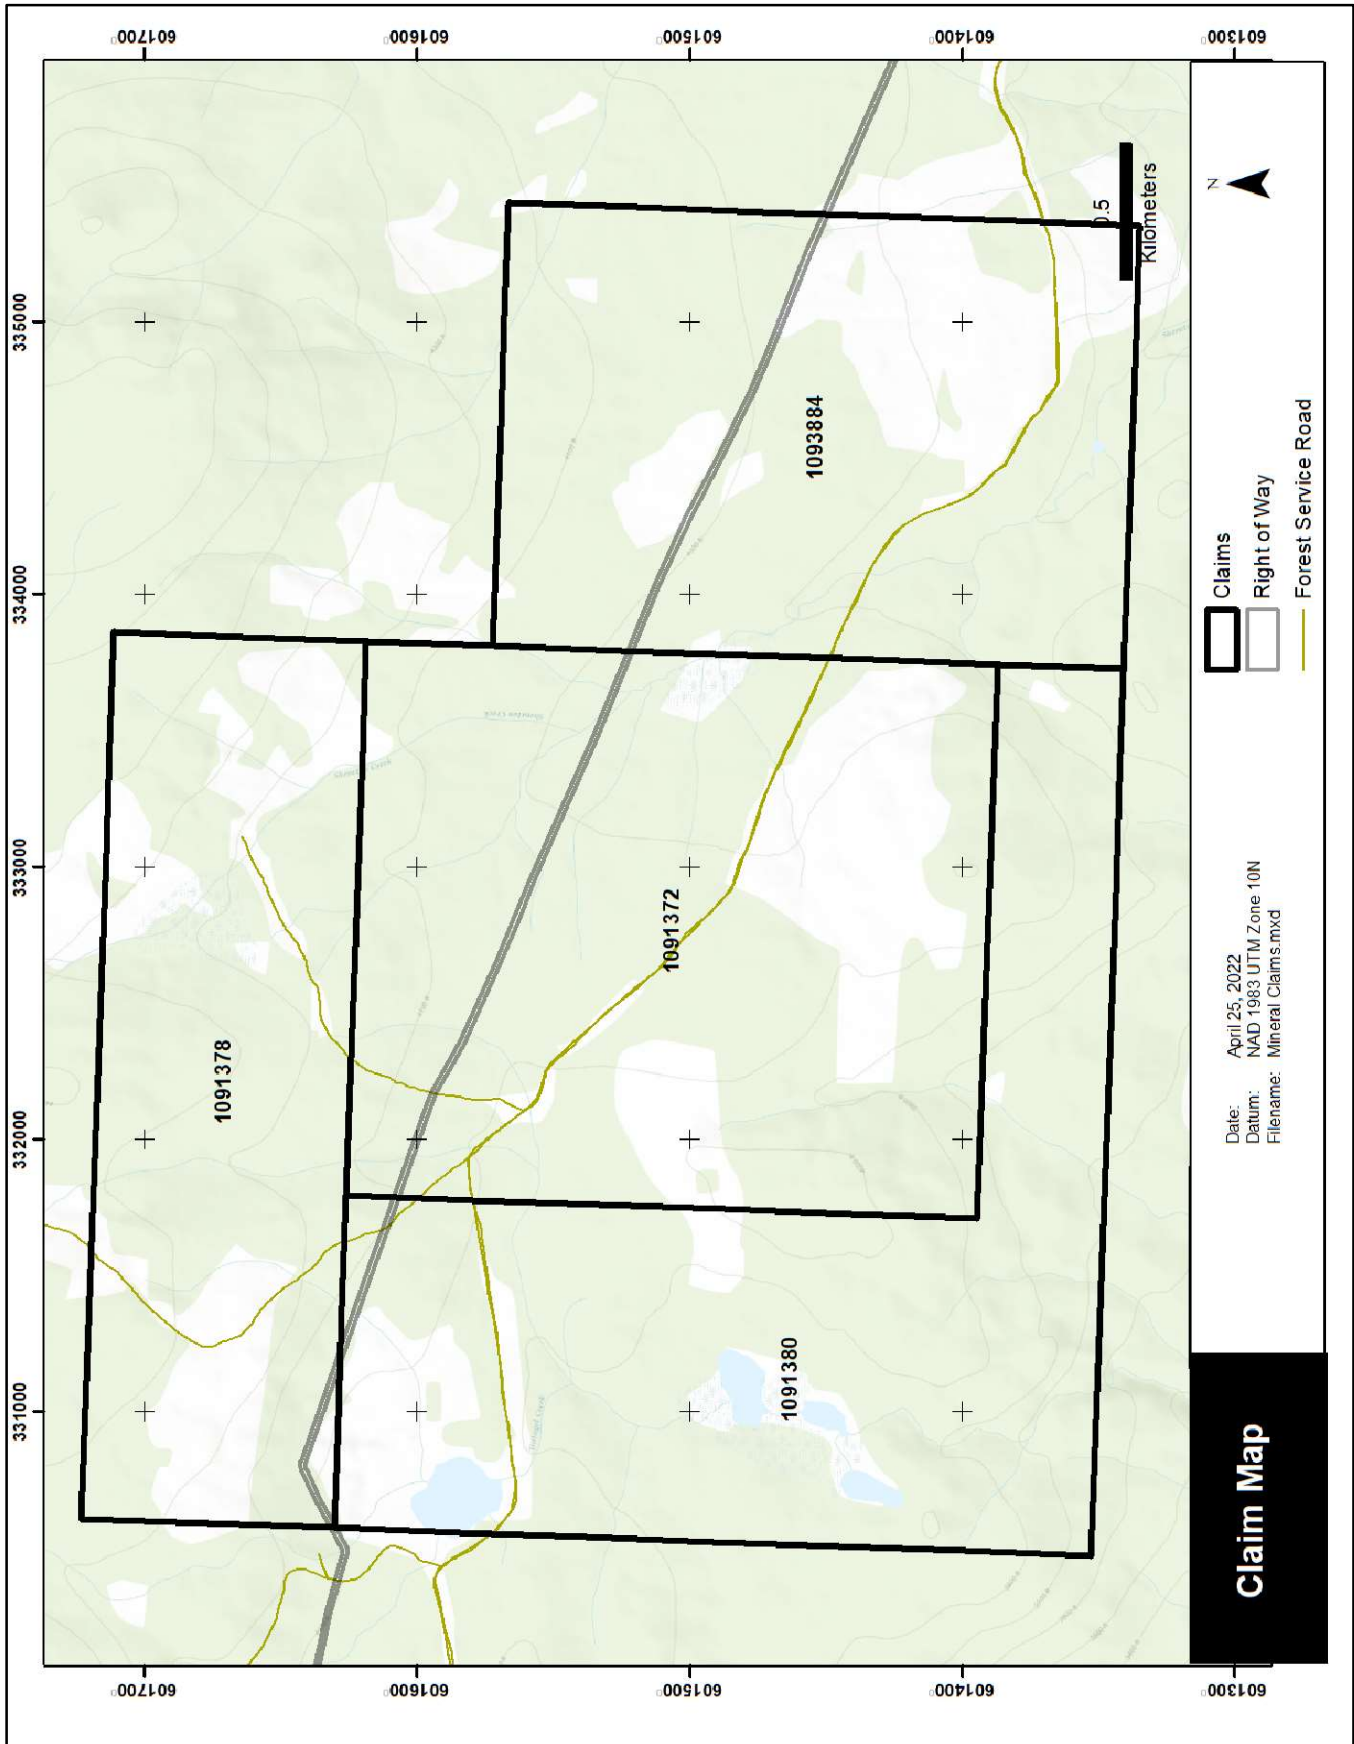 331000 332000 333000 334000 335000
6017000 6017000
1091378
6016000 6016000
1091372
6015000 6015000
1091380
1093884
6014000 6014000
0.5
Kilometers
6013000 6013000
Claim Map
Date: April 25, 2022
Datum: NAD 1983 UTM Zone 10N
Filename: Mineral Claims.mxd
Claims
Right of Way
Forest Service Road
N